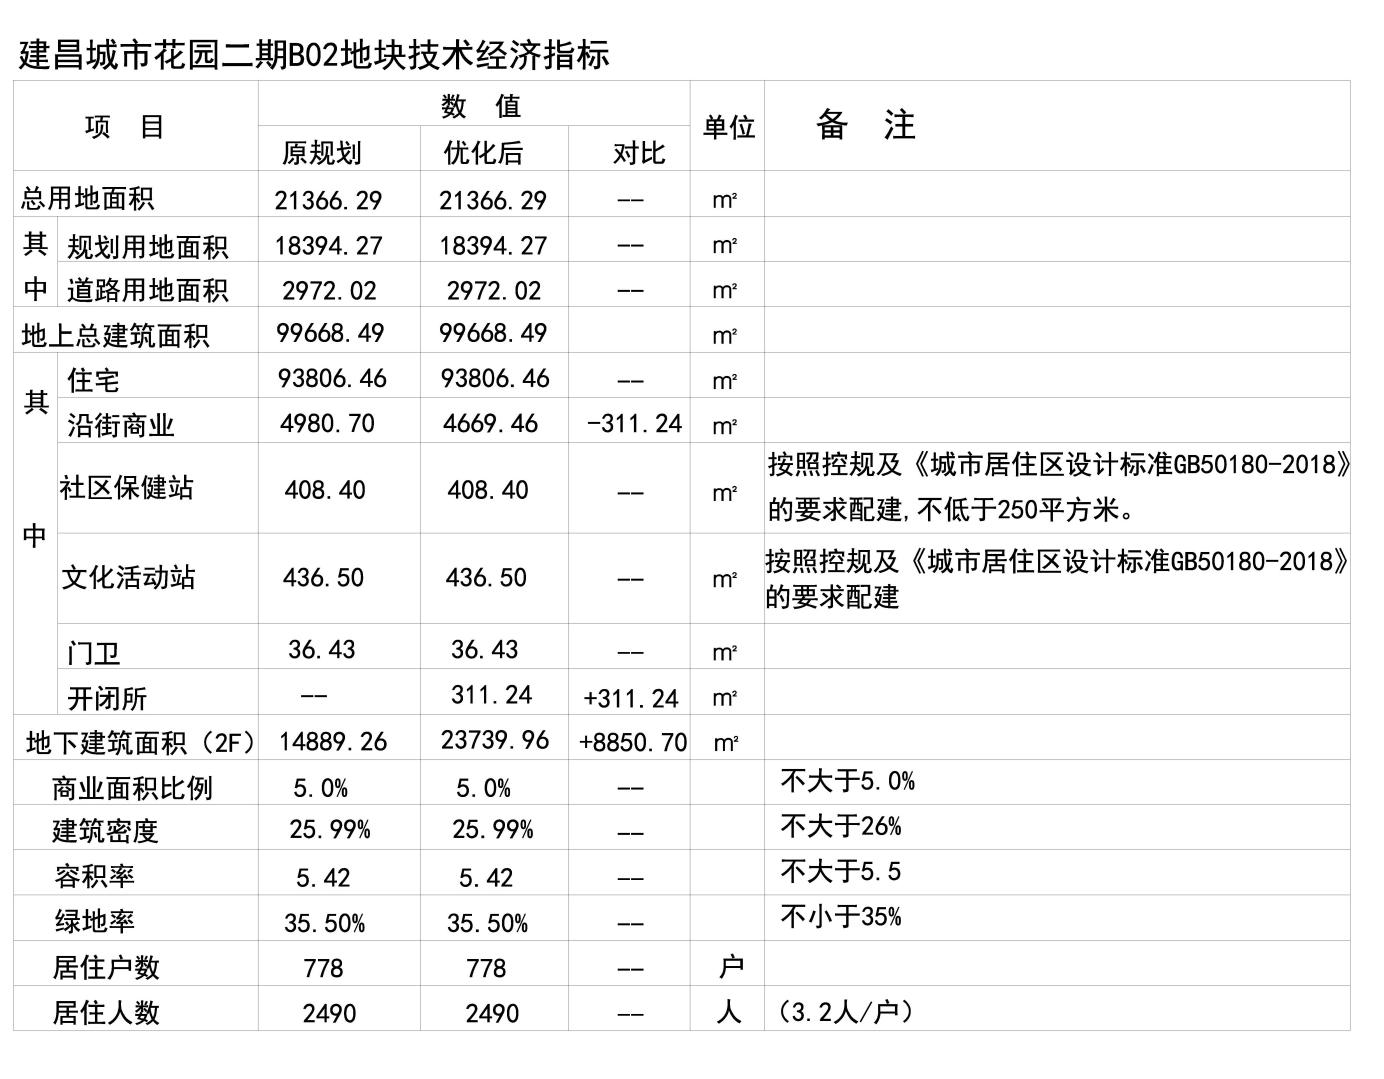 建昌城市花园二期B02地块技术经济指标
项 目 数 值 单位 备 注
原规划 优化后 对比
总用地面积 21366.29 21366.29 —— m²
其 规划用地面积 18394.27 18394.27 —— m²
中 道路用地面积 2972.02 2972.02 —— m²
地上总建筑面积 99668.49 99668.49 m²
其 住宅 93806.46 93806.46 —— m²
沿街商业 4980.70 4669.46 -311.24 m²
社区保健站 408.40 408.40 —— m² 按照控规及《城市居住区设计标准GB50180-2018》
的要求配建,不低于250平方米。
中
文化活动站 436.50 436.50 —— m² 按照控规及《城市居住区设计标准GB50180-2018》
的要求配建
门卫 36.43 36.43 —— m²
开闭所 —— 311.24 +311.24 m²
地下建筑面积（2F） 14889.26 23739.96 +8850.70 m²
商业面积比例 5.0% 5.0% —— 不大于5.0%
建筑密度 25.99% 25.99% —— 不大于26%
容积率 5.42 5.42 —— 不大于5.5
绿地率 35.50% 35.50% —— 不小于35%
居住户数 778 778 —— 户
居住人数 2490 2490 —— 人 （3.2人/户）